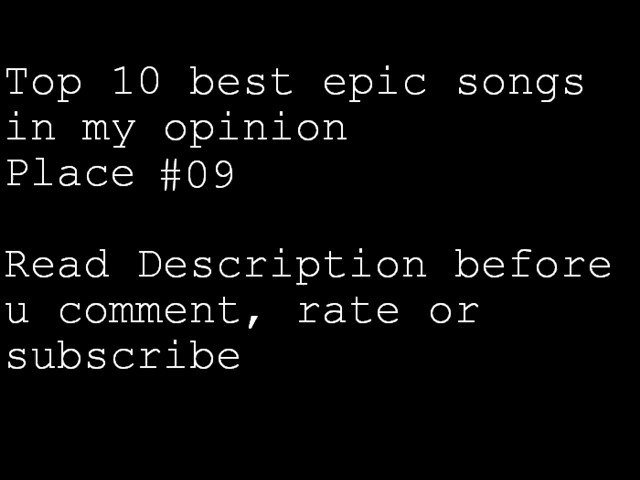 Top 10 best epic songs
in my opinion
Place #09
Read Description before
u comment, rate or
subscribe